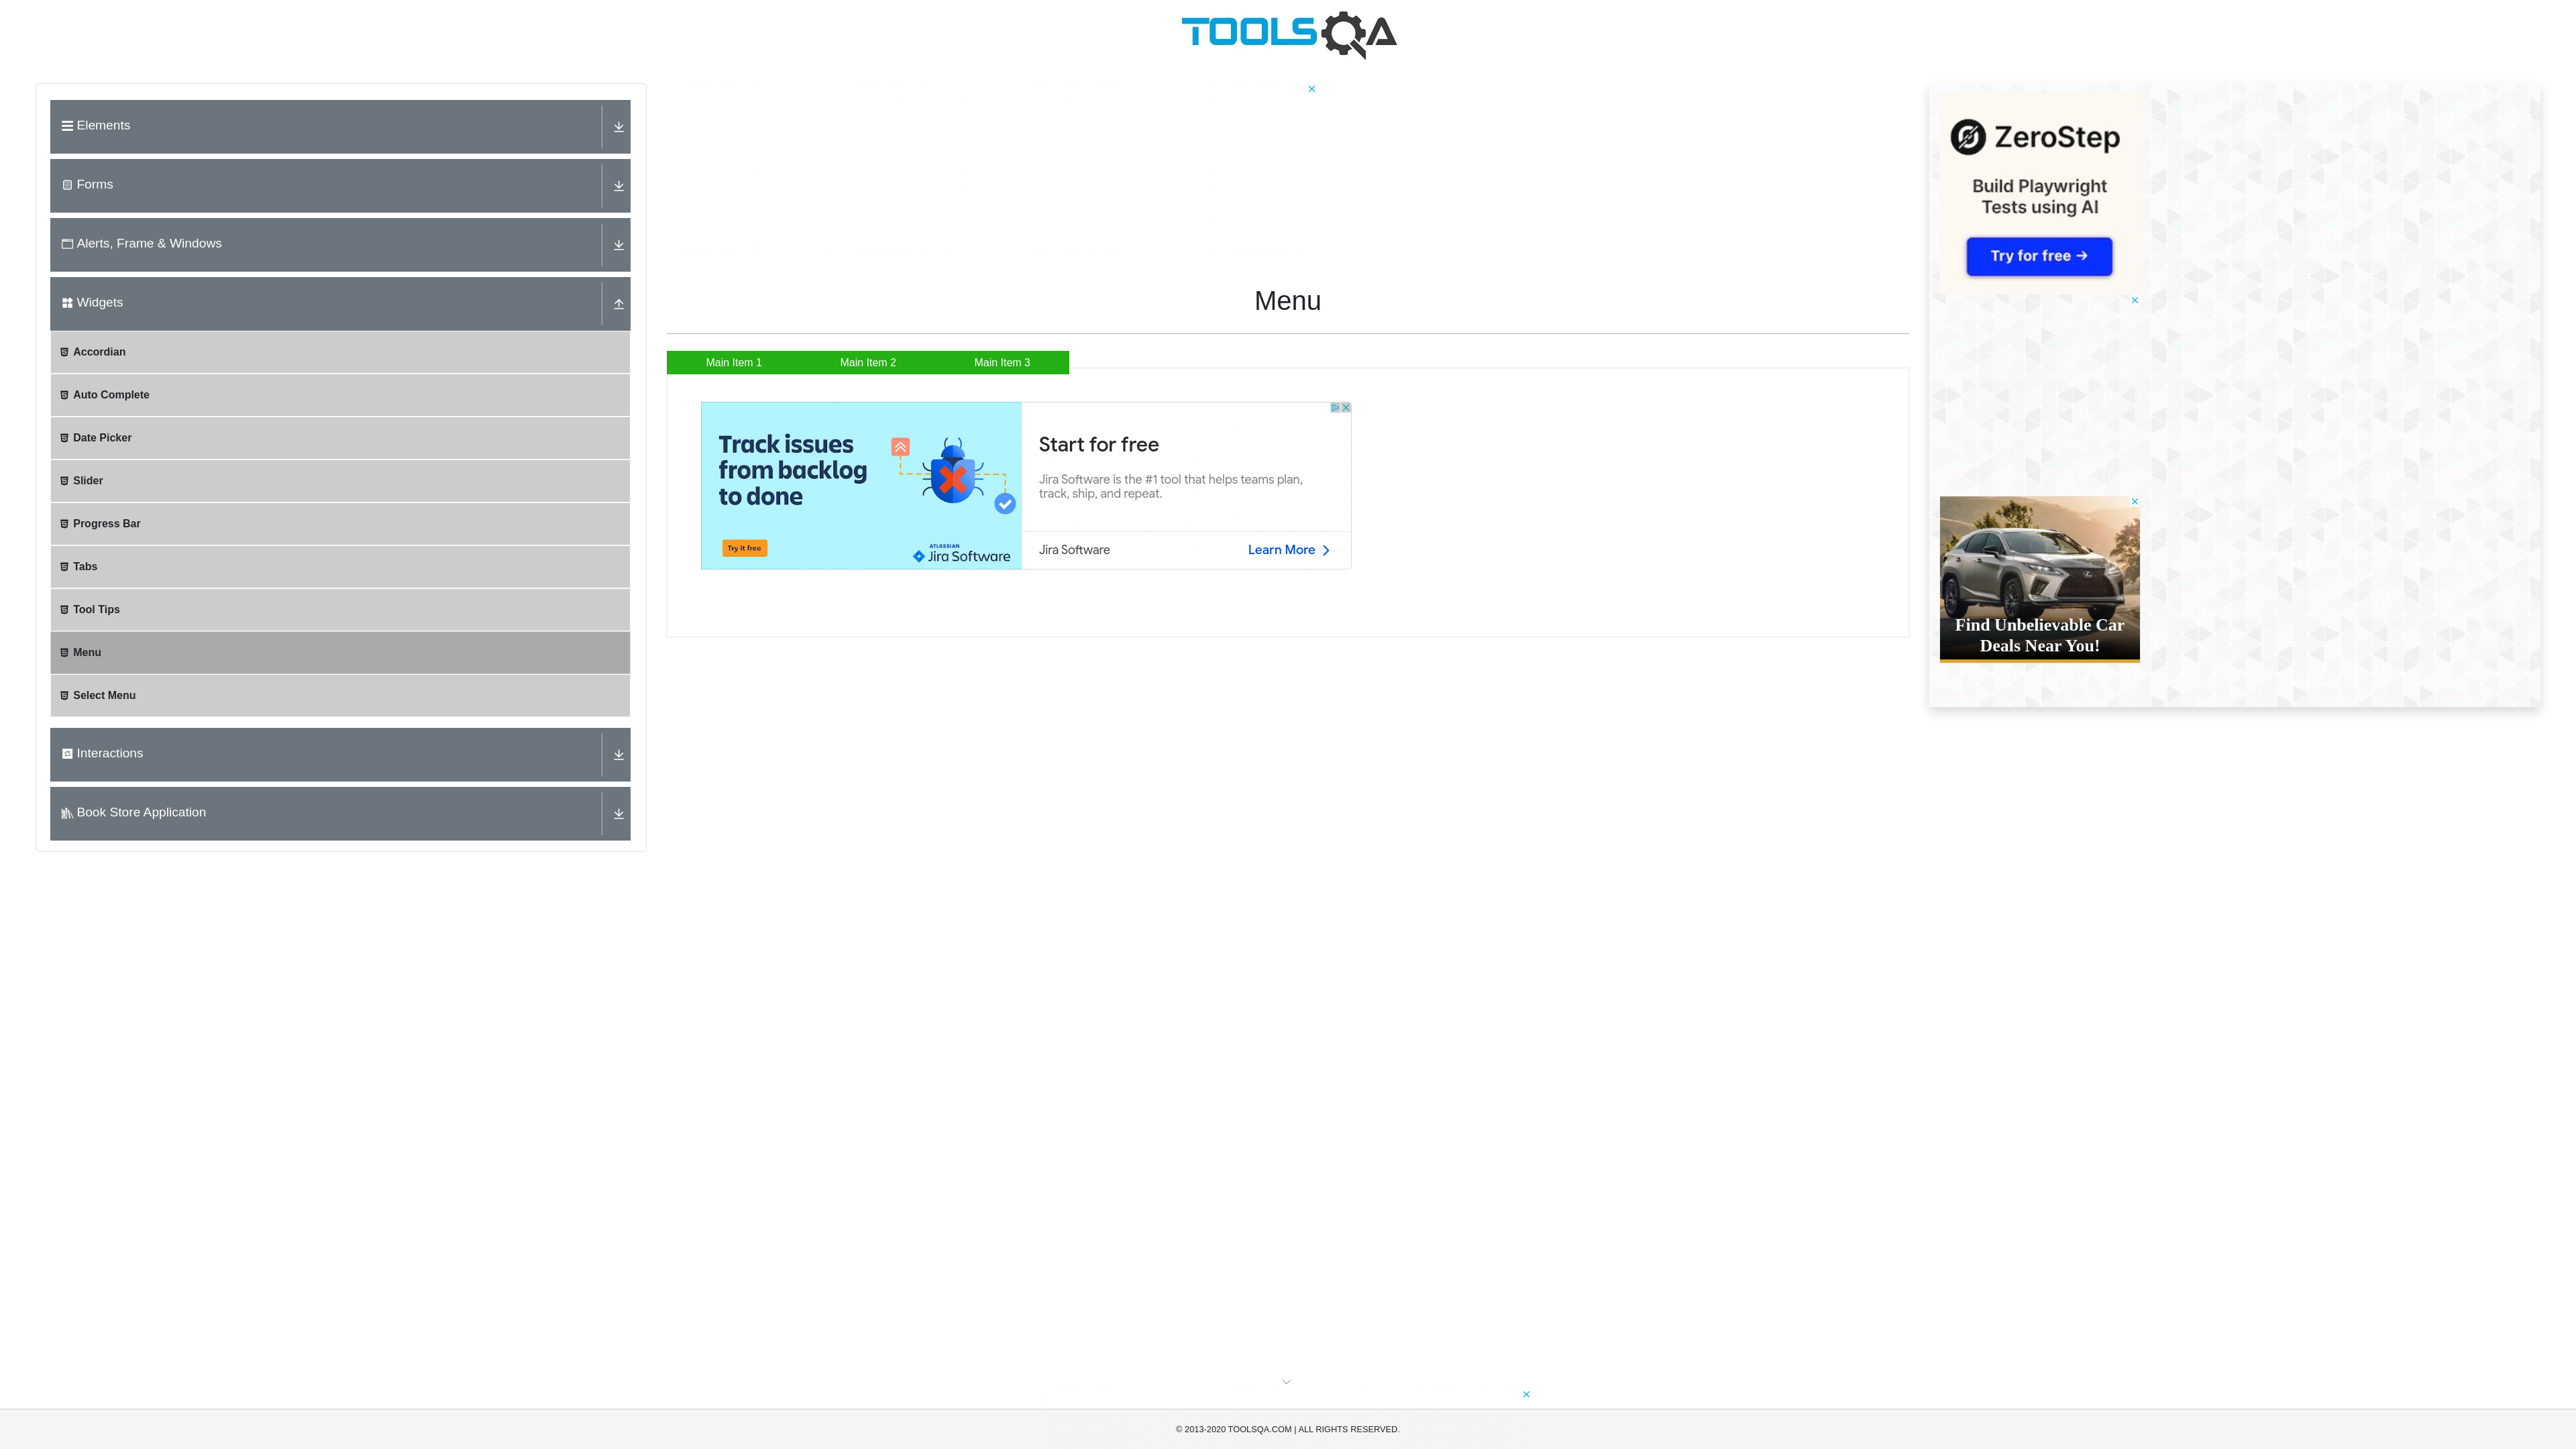 TOOLSQA
Elements
Forms
Alerts, Frame & Windows
Widgets
Accordian
Auto Complete
Date Picker
Slider
Progress Bar
Tabs
Tool Tips
Menu
Select Menu
Interactions
Book Store Application
Menu
Main Item 1
Main Item 2
Main Item 3
Track issues
from backlog
to done
Try it free
ATLASSIAN
Jira Software
Start for free
Jira Software is the #1 tool that helps teams plan,
track, ship, and repeat.
Jira Software
Learn More
ZeroStep
Build Playwright
Tests using AI
Try for free →
Find Unbelievable Car
Deals Near You!
© 2013-2020 TOOLSQA.COM | ALL RIGHTS RESERVED.